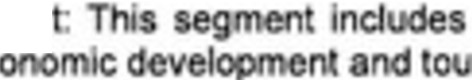 t: This segment includes
onomic development and tou